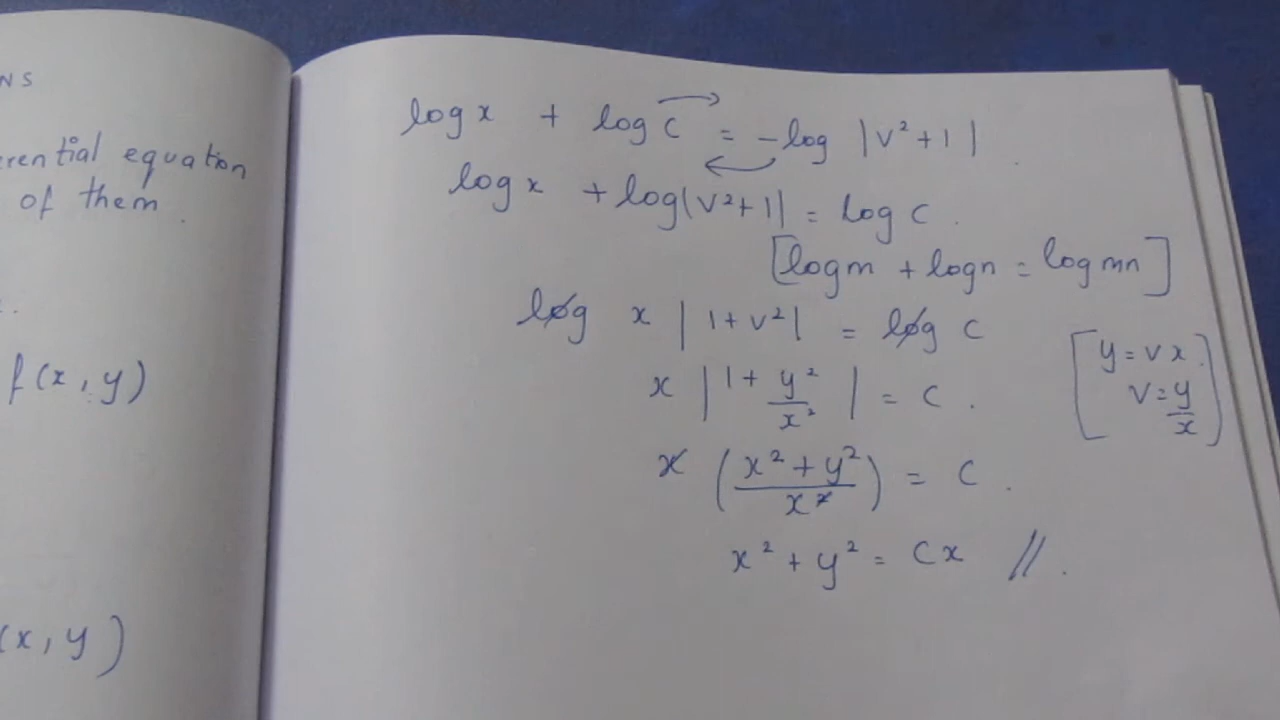 NS
erential equation
of them.
f(x, y)
(x, y)
log x + log c = -log |v² + 1|
log x + log|v² + 1| = log c.
[log m + log n = log mn]
log x |1 + v²| = log c
[y = vx.
v = y/x]
x |1 + y²/x²| = c.
x (x² + y²/x²) = c.
x² + y² = cx //.